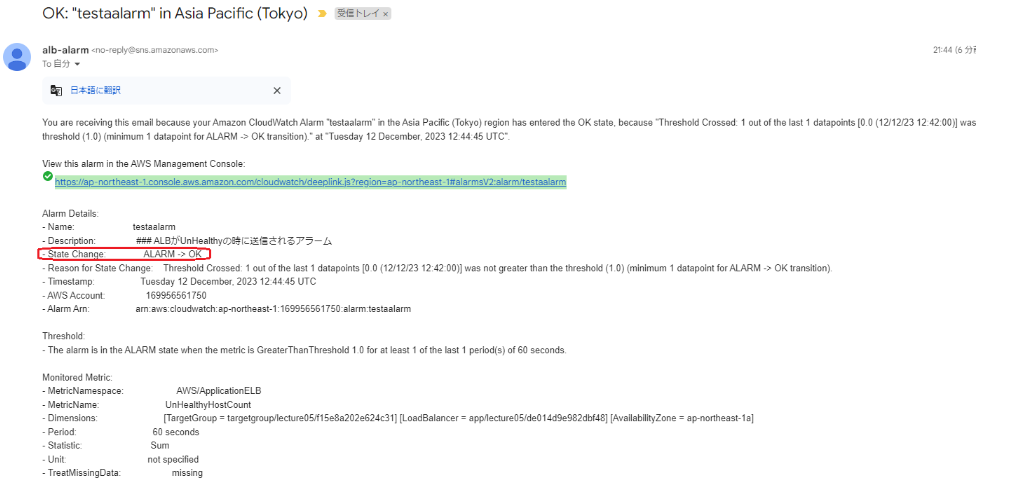 OK: "testaalarm" in Asia Pacific (Tokyo) 受信トレイ ×
alb-alarm <no-reply@sns.amazonaws.com> 21:44 (6 分前
To 自分
日本語に翻訳 ×
You are receiving this email because your Amazon CloudWatch Alarm "testaalarm" in the Asia Pacific (Tokyo) region has entered the OK state, because "Threshold Crossed: 1 out of the last 1 datapoints [0.0 (12/12/23 12:42:00)] was
threshold (1.0) (minimum 1 datapoint for ALARM -> OK transition)." at "Tuesday 12 December, 2023 12:44:45 UTC".
View this alarm in the AWS Management Console:
https://ap-northeast-1.console.aws.amazon.com/cloudwatch/deeplink.js?region=ap-northeast-1#alarmsV2:alarm/testaalarm
Alarm Details:
- Name: testaalarm
- Description: ### ALBがUnHealthyの時に送信されるアラーム
- State Change: ALARM -> OK
- Reason for State Change: Threshold Crossed: 1 out of the last 1 datapoints [0.0 (12/12/23 12:42:00)] was not greater than the threshold (1.0) (minimum 1 datapoint for ALARM -> OK transition).
- Timestamp: Tuesday 12 December, 2023 12:44:45 UTC
- AWS Account: 169956561750
- Alarm Arn: arn:aws:cloudwatch:ap-northeast-1:169956561750:alarm:testaalarm
Threshold:
- The alarm is in the ALARM state when the metric is GreaterThanThreshold 1.0 for at least 1 of the last 1 period(s) of 60 seconds.
Monitored Metric:
- MetricNamespace: AWS/ApplicationELB
- MetricName: UnHealthyHostCount
- Dimensions: [TargetGroup = targetgroup/lecture05/f15e8a202e624c31] [LoadBalancer = app/lecture05/de014d9e982dbf48] [AvailabilityZone = ap-northeast-1a]
- Period: 60 seconds
- Statistic: Sum
- Unit: not specified
- TreatMissingData: missing